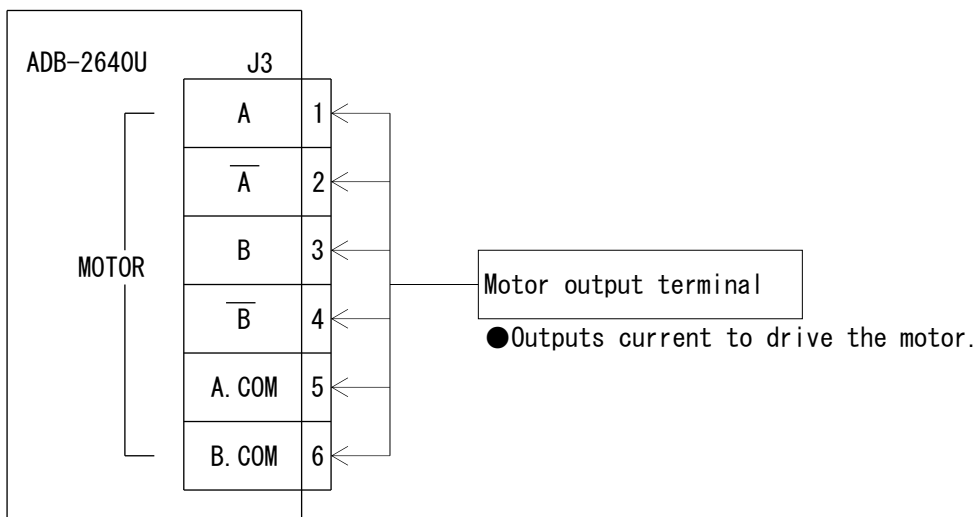 ADB-2640U J3
A 1
A̅ 2
B 3
MOTOR
B̅ 4
A.COM 5
B.COM 6
Motor output terminal
●Outputs current to drive the motor.